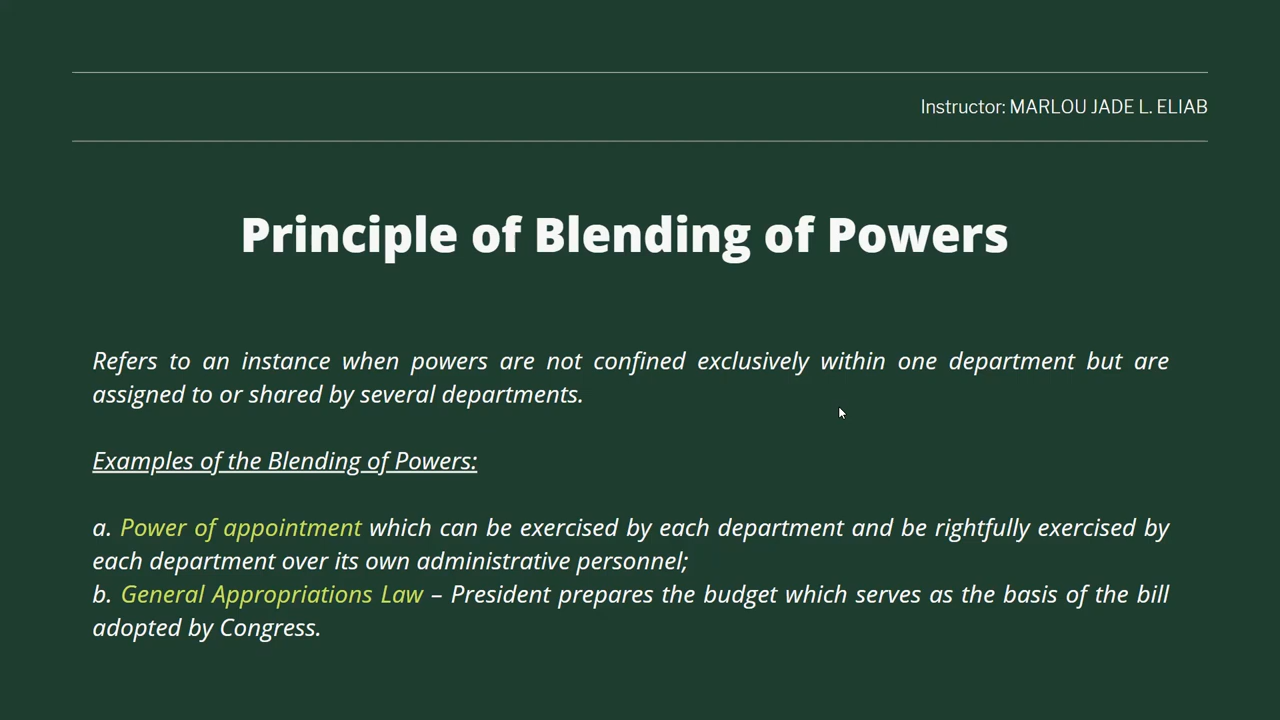 Instructor: MARLOU JADE L. ELIAB
Principle of Blending of Powers
Refers to an instance when powers are not confined exclusively within one department but are
assigned to or shared by several departments.
Examples of the Blending of Powers:
a. Power of appointment which can be exercised by each department and be rightfully exercised by
each department over its own administrative personnel;
b. General Appropriations Law – President prepares the budget which serves as the basis of the bill
adopted by Congress.